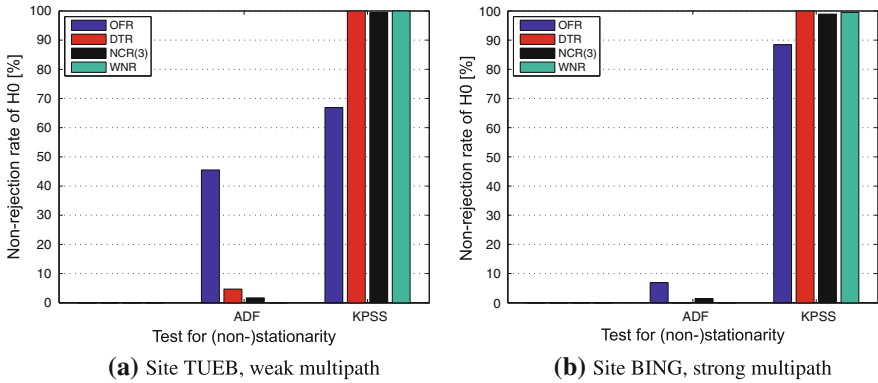 100
90
80
70
60
50
40
30
20
10
0
Non-rejection rate of H0 [%]
OFR
DTR
NCR(3)
WNR
ADF
KPSS
Test for (non-)stationarity
(a) Site TUEB, weak multipath
100
90
80
70
60
50
40
30
20
10
0
Non-rejection rate of H0 [%]
OFR
DTR
NCR(3)
WNR
ADF
KPSS
Test for (non-)stationarity
(b) Site BING, strong multipath